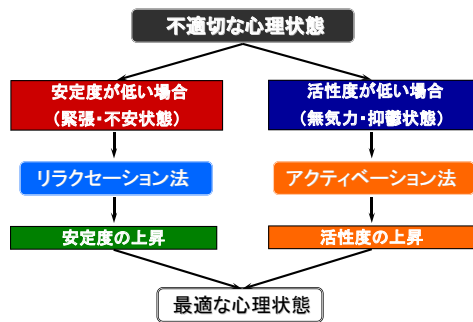 不適切な心理状態
安定度が低い場合
（緊張・不安状態）
活性度が低い場合
（無気力・抑鬱状態）
リラクセーション法
アクティベーション法
安定度の上昇
活性度の上昇
最適な心理状態